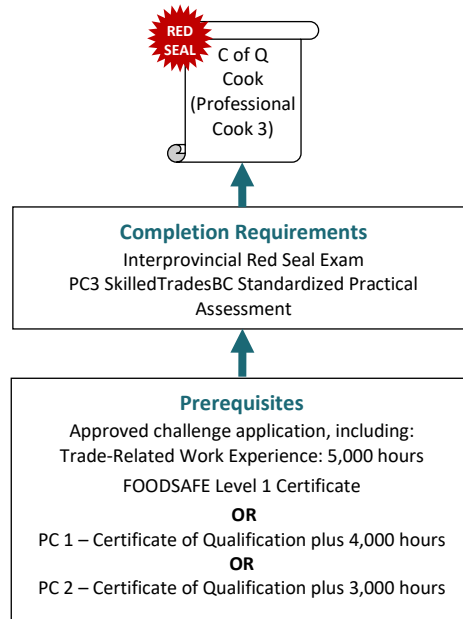 RED
SEAL
C of Q
Cook
(Professional
Cook 3)
Completion Requirements
Interprovincial Red Seal Exam
PC3 SkilledTradesBC Standardized Practical
Assessment
Prerequisites
Approved challenge application, including:
Trade-Related Work Experience: 5,000 hours
FOODSAFE Level 1 Certificate
OR
PC 1 – Certificate of Qualification plus 4,000 hours
OR
PC 2 – Certificate of Qualification plus 3,000 hours